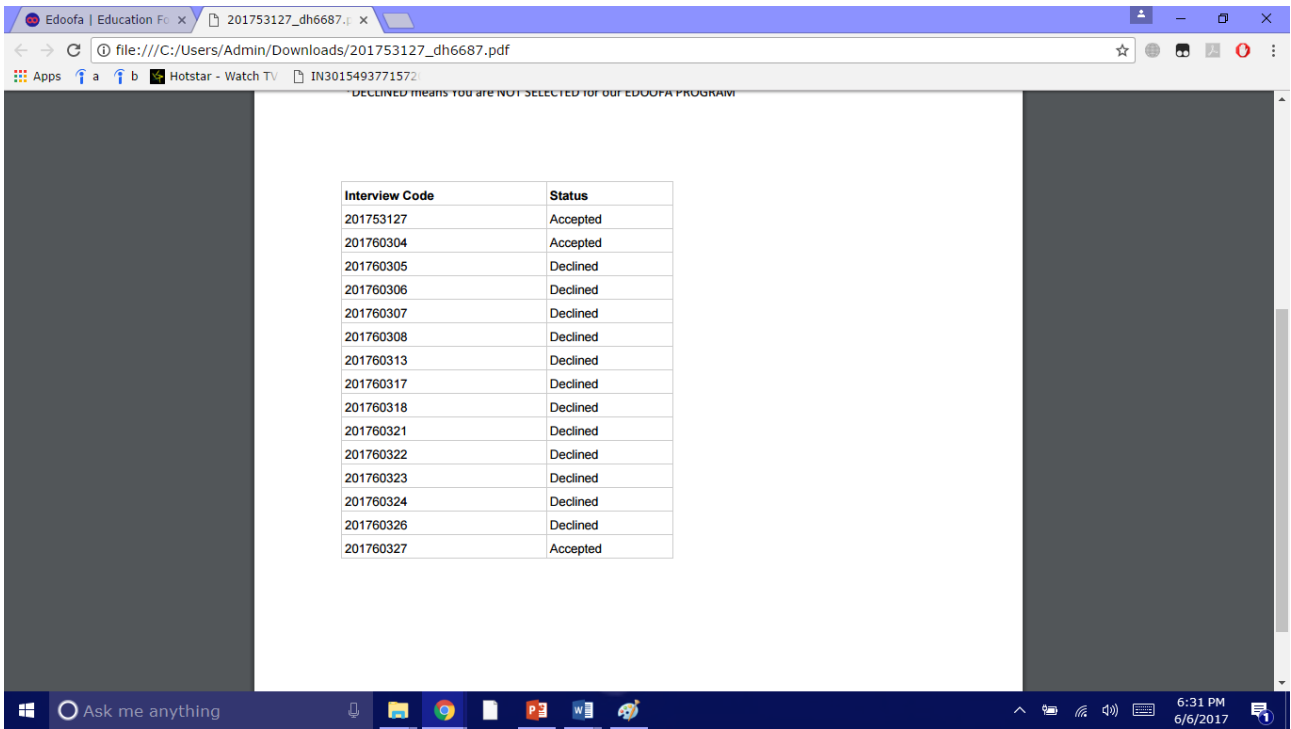 Edoofa | Education Fo
201753127_dh6687.p
file:///C:/Users/Admin/Downloads/201753127_dh6687.pdf
Apps a b Hotstar - Watch TV IN3015493771572
*DECLINED means You are NOT SELECTED for our EDOOFA PROGRAM
Interview Code Status
201753127 Accepted
201760304 Accepted
201760305 Declined
201760306 Declined
201760307 Declined
201760308 Declined
201760313 Declined
201760317 Declined
201760318 Declined
201760321 Declined
201760322 Declined
201760323 Declined
201760324 Declined
201760326 Declined
201760327 Accepted
Ask me anything
6:31 PM
6/6/2017
1